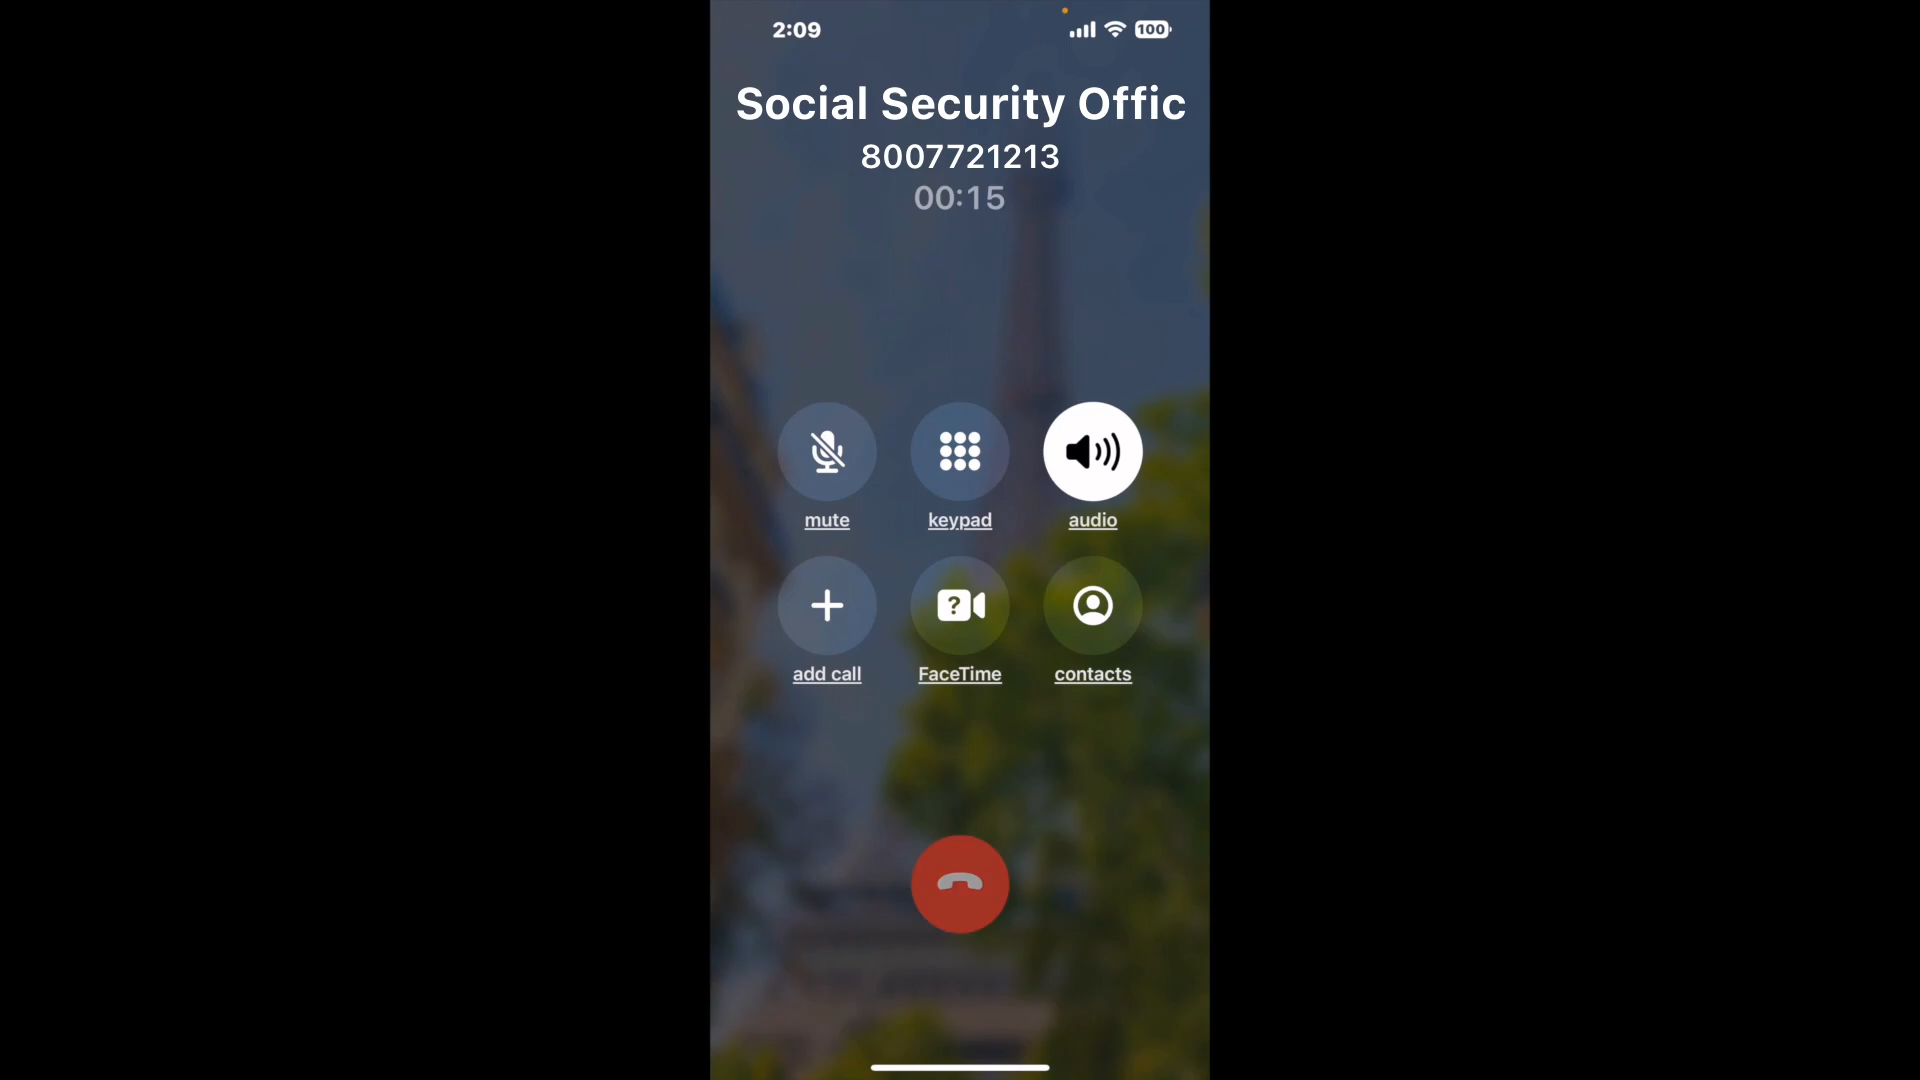 2:09
100
Social Security Offic
8007721213
00:15
mute
keypad
audio
?
add call
FaceTime
contacts